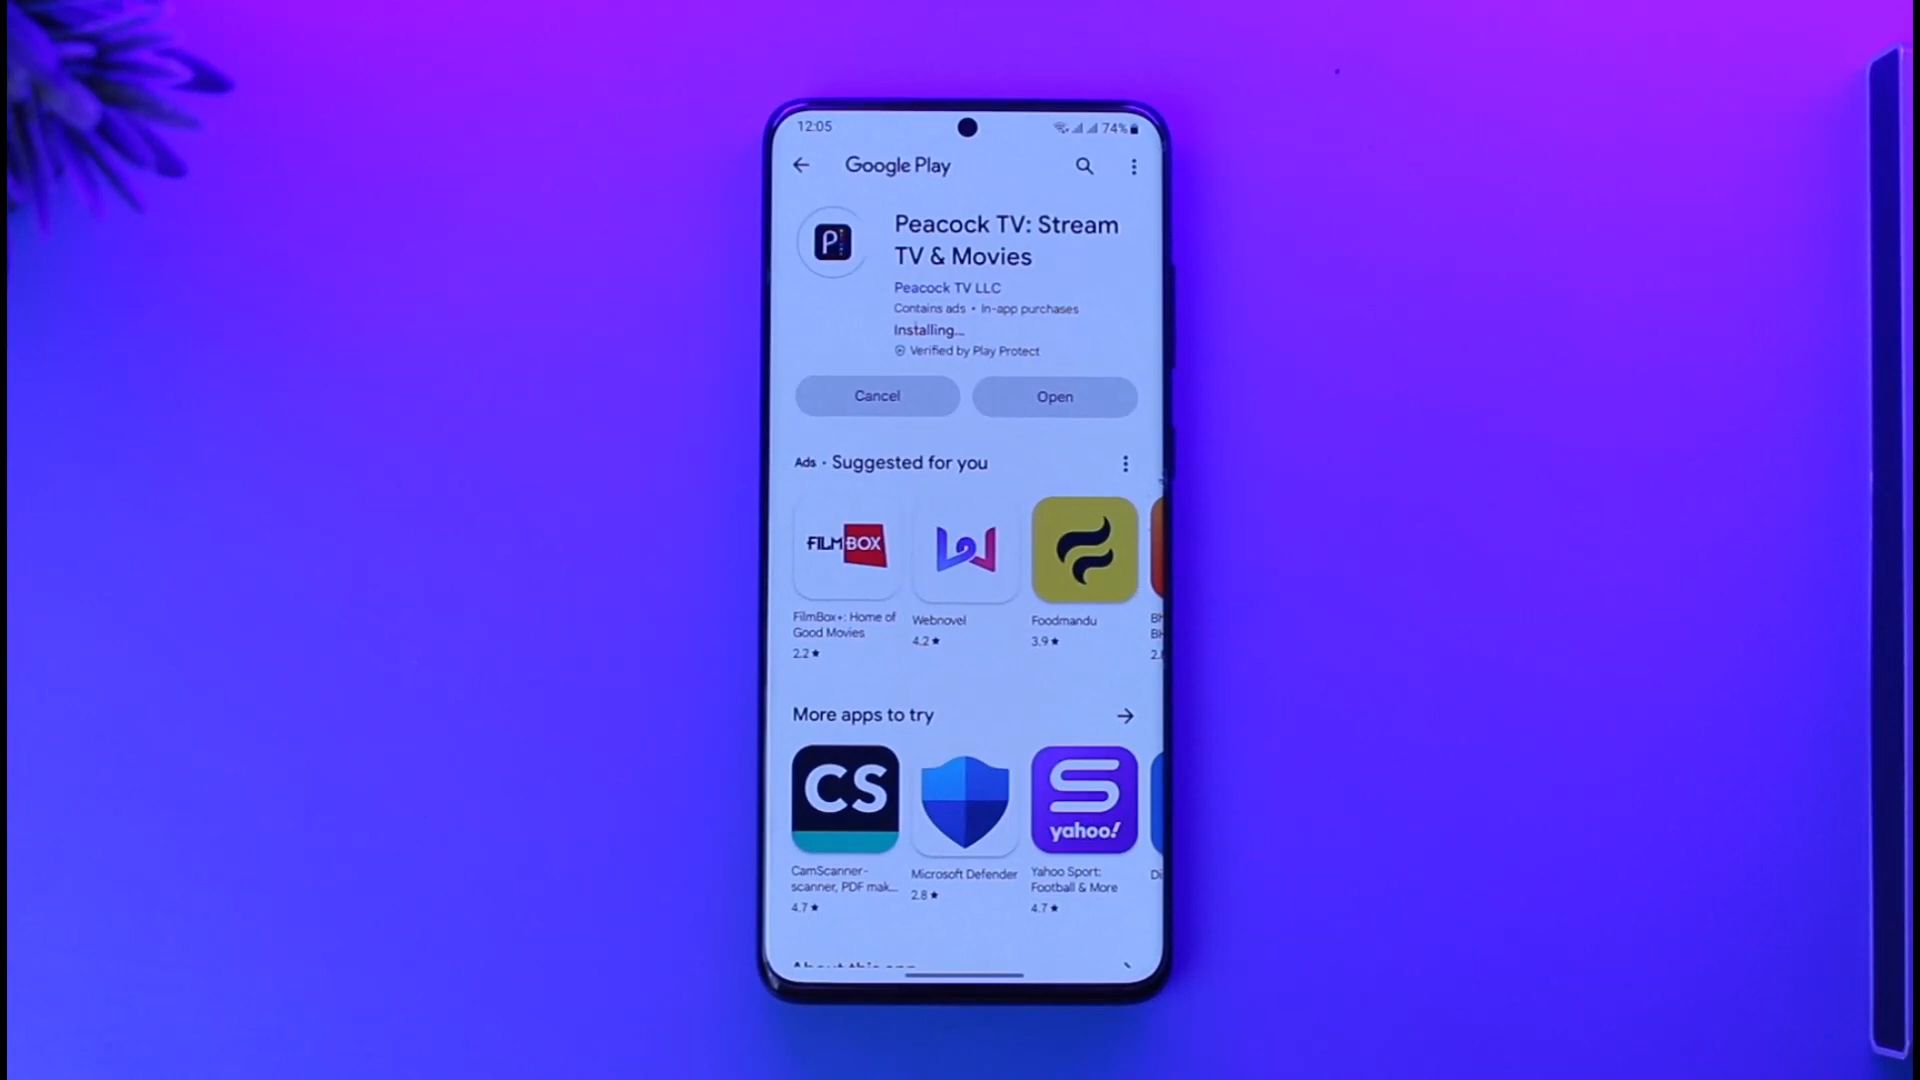 12:05
74%
Google Play
P
Peacock TV: Stream
TV & Movies
Peacock TV LLC
Contains ads • In-app purchases
Installing...
Verified by Play Protect
Cancel
Open
Ads · Suggested for you
FILMBOX
FilmBox+: Home of
Good Movies
2.2★
Webnovel
4.2★
Foodmandu
3.9★
More apps to try
CS
yahoo!
CamScanner-
scanner, PDF mak...
4.7★
Microsoft Defender
2.8★
Yahoo Sport:
Football & More
4.7★